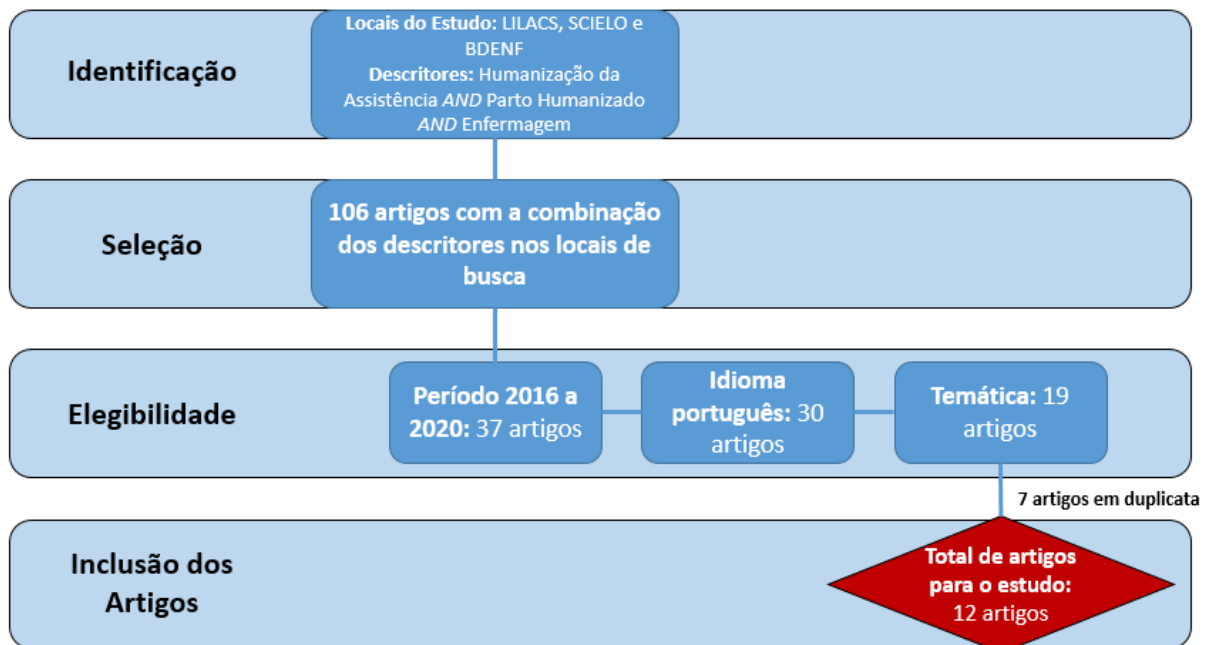 Identificação
Locais do Estudo: LILACS, SCIELO e
BDENF
Descritores: Humanização da
Assistência AND Parto Humanizado
AND Enfermagem
Seleção
106 artigos com a combinação
dos descritores nos locais de
busca
Elegibilidade
Período 2016 a
2020: 37 artigos
Idioma
português: 30
artigos
Temática: 19
artigos
7 artigos em duplicata
Inclusão dos
Artigos
Total de artigos
para o estudo:
12 artigos